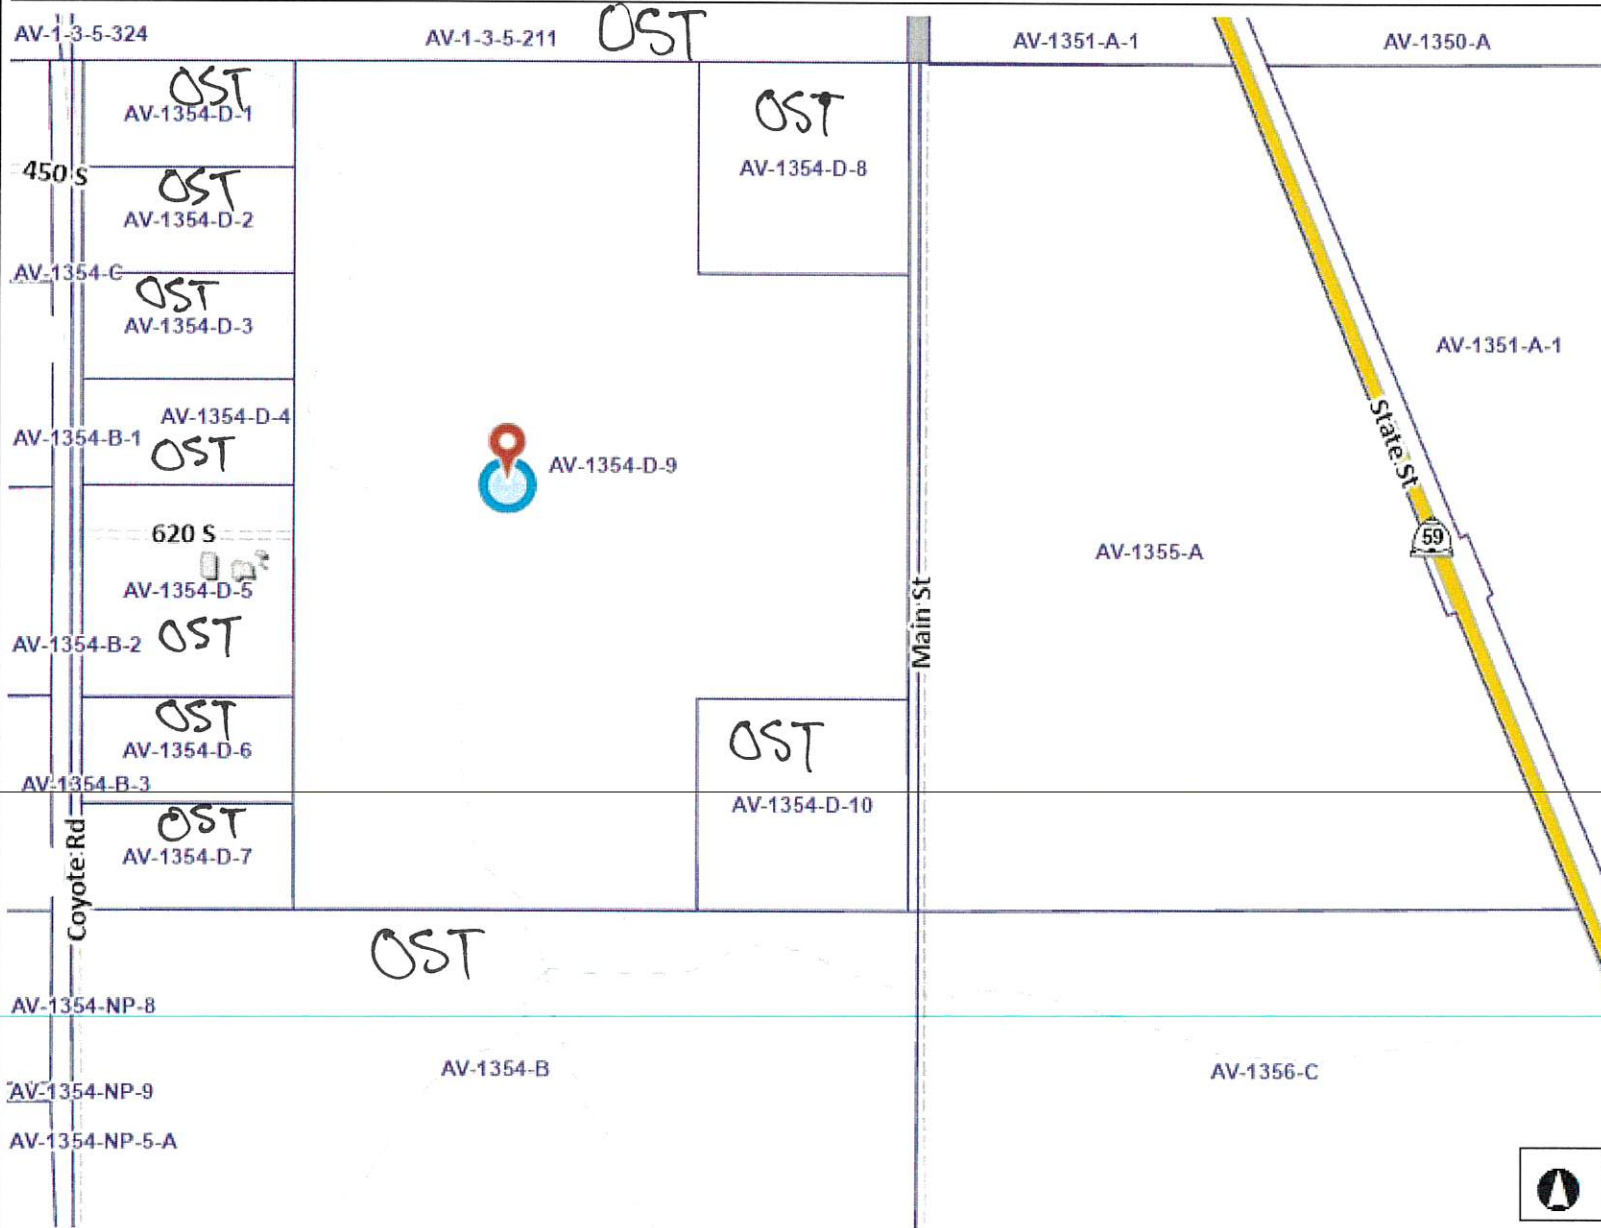 AV-1-3-5-324
AV-1-3-5-211
OST
AV-1351-A-1
AV-1350-A
OST
AV-1354-D-1
OST
AV-1354-D-8
450 S
OST
AV-1354-D-2
AV-1354-C
OST
AV-1354-D-3
AV-1351-A-1
AV-1354-D-4
AV-1354-B-1
OST
AV-1354-D-9
State St
620 S
59
AV-1355-A
AV-1354-D-5
Main St
AV-1354-B-2
OST
OST
AV-1354-D-6
OST
AV-1354-B-3
AV-1354-D-10
OST
AV-1354-D-7
Coyote Rd
OST
AV-1354-NP-8
AV-1354-B
AV-1356-C
AV-1354-NP-9
AV-1354-NP-5-A